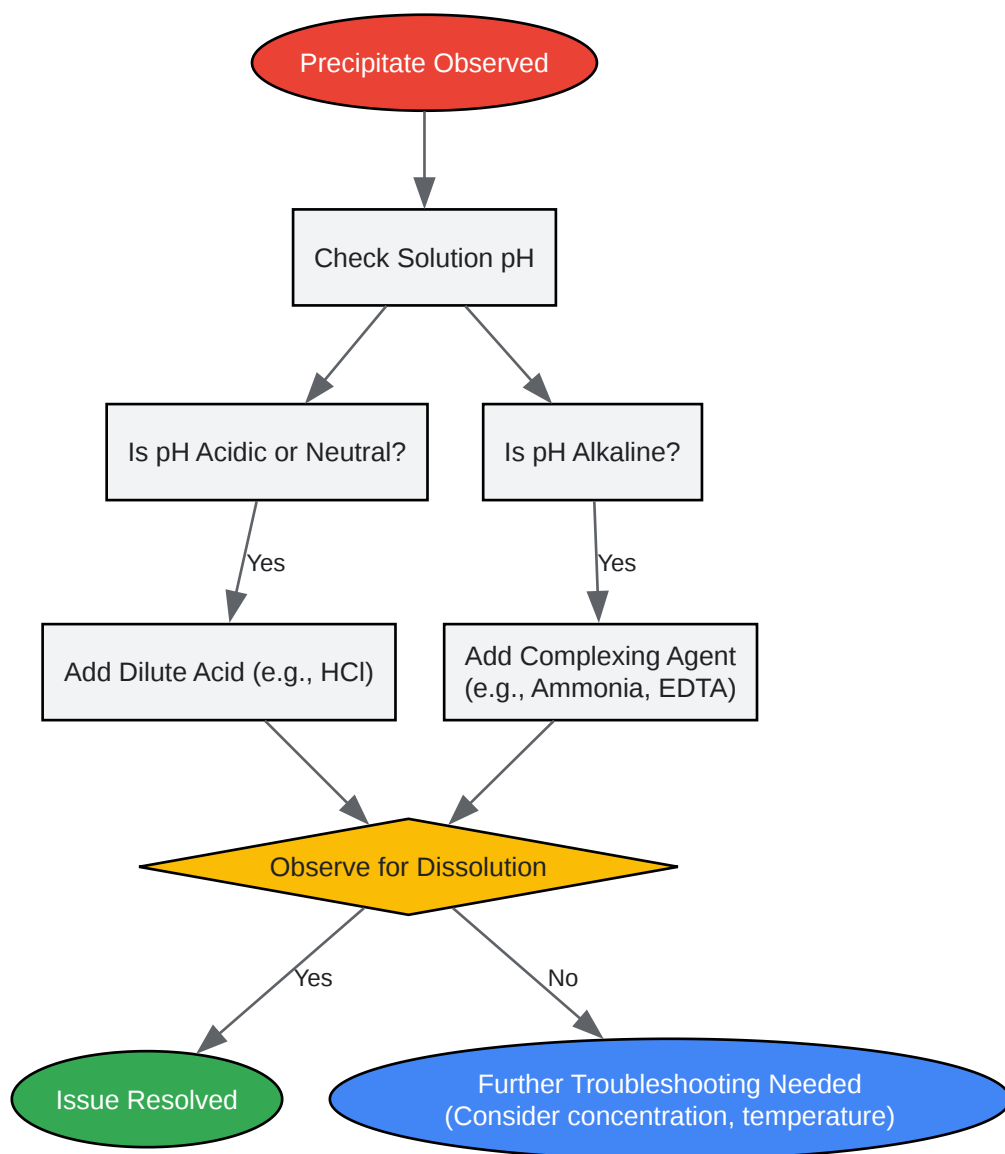 Precipitate Observed
Check Solution pH
Is pH Acidic or Neutral?
Is pH Alkaline?
Yes
Yes
Add Dilute Acid (e.g., HCl)
Add Complexing Agent
(e.g., Ammonia, EDTA)
Observe for Dissolution
Yes
No
Issue Resolved
Further Troubleshooting Needed
(Consider concentration, temperature)